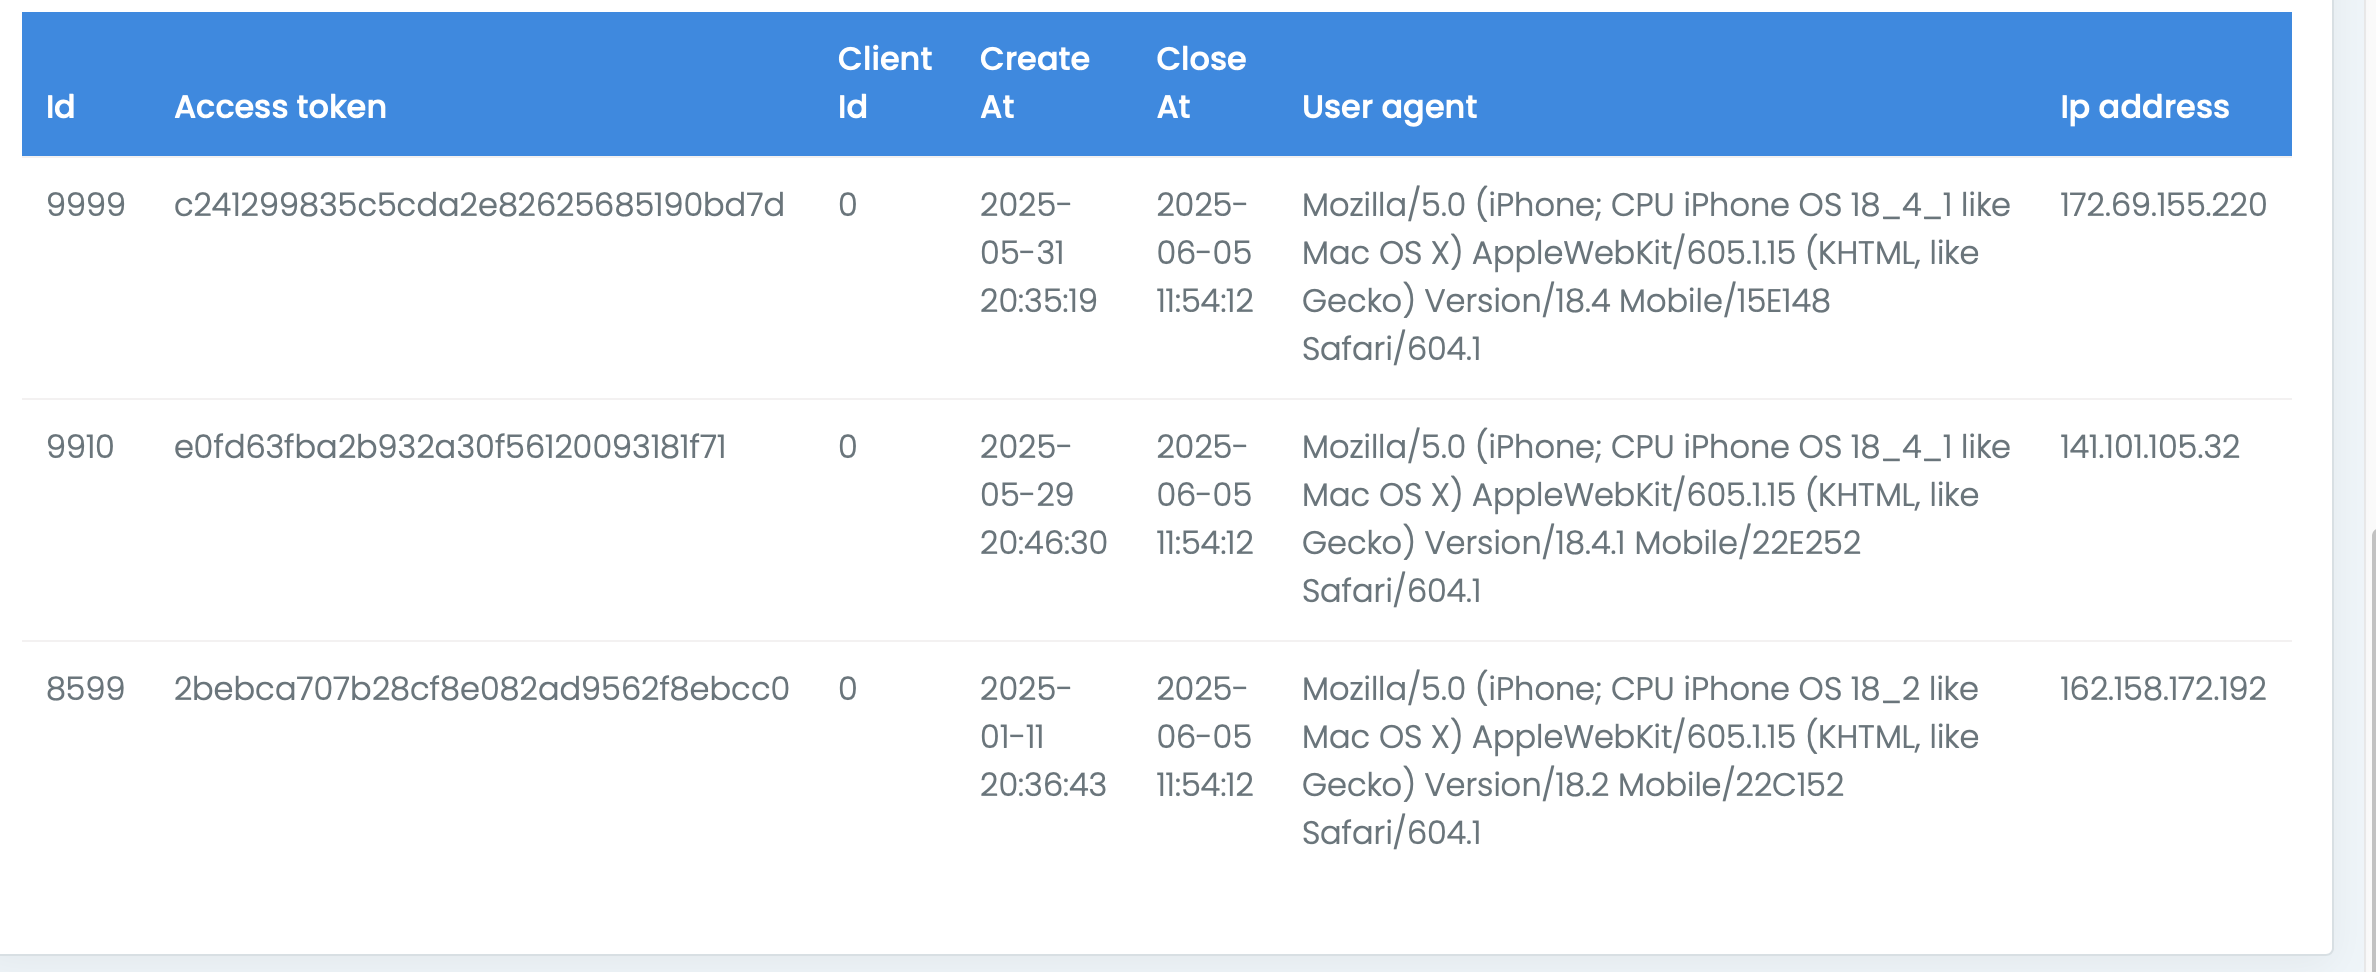 Id Access token Client Id Create At Close At User agent Ip address
9999 c241299835c5cda2e82625685190bd7d 0 2025- 2025- Mozilla/5.0 (iPhone; CPU iPhone OS 18_4_1 like 172.69.155.220
05-31 06-05 Mac OS X) AppleWebKit/605.1.15 (KHTML, like
20:35:19 11:54:12 Gecko) Version/18.4 Mobile/15E148
Safari/604.1
9910 e0fd63fba2b932a30f56120093181f71 0 2025- 2025- Mozilla/5.0 (iPhone; CPU iPhone OS 18_4_1 like 141.101.105.32
05-29 06-05 Mac OS X) AppleWebKit/605.1.15 (KHTML, like
20:46:30 11:54:12 Gecko) Version/18.4.1 Mobile/22E252
Safari/604.1
8599 2bebca707b28cf8e082ad9562f8ebcc0 0 2025- 2025- Mozilla/5.0 (iPhone; CPU iPhone OS 18_2 like 162.158.172.192
01-11 06-05 Mac OS X) AppleWebKit/605.1.15 (KHTML, like
20:36:43 11:54:12 Gecko) Version/18.2 Mobile/22C152
Safari/604.1